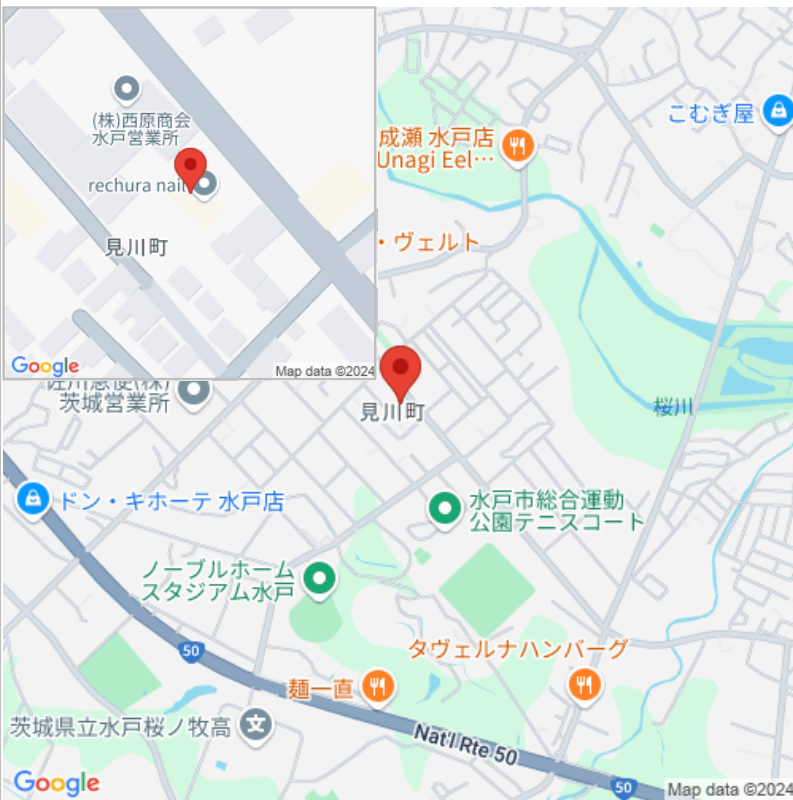 (株)西原商会
水戸営業所
rechura nail
見川町
Google
Map data ©2024
成瀬 水戸店
Unagi Eel…
こむぎ屋
・ヴェルト
佐川急便(株)
茨城営業所
見川町
桜川
ドン・キホーテ 水戸店
水戸市総合運動
公園テニスコート
ノーブルホーム
スタジアム水戸
50
タヴェルナハンバーグ
麺一直
茨城県立水戸桜ノ牧高
Nat'l Rte 50
50
Google
Map data ©2024